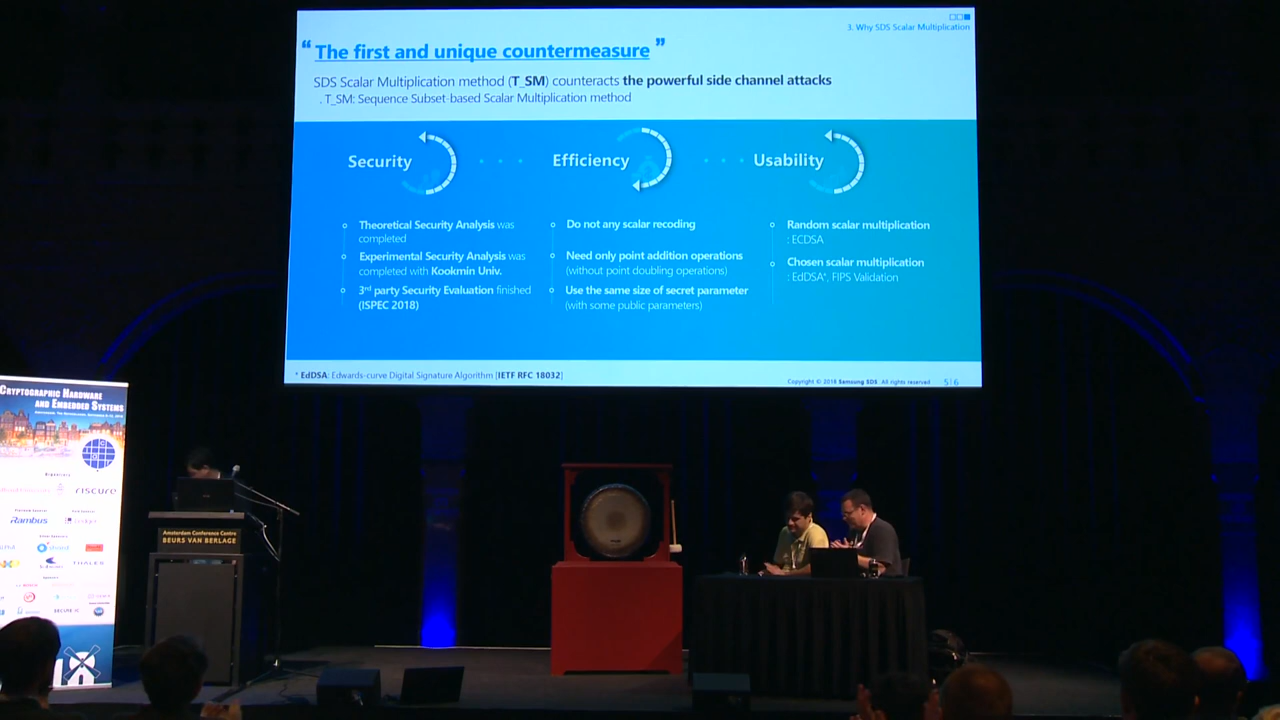 3. Why SDS Scalar Multiplication
“ The first and unique countermeasure ”
SDS Scalar Multiplication method (T_SM) counteracts the powerful side channel attacks
. T_SM: Sequence Subset-based Scalar Multiplication method
Security
Theoretical Security Analysis was
completed
Experimental Security Analysis was
completed with Kookmin Univ.
3rd party Security Evaluation finished
(ISPEC 2018)
Efficiency
Do not any scalar recoding
Need only point addition operations
(without point doubling operations)
Use the same size of secret parameter
(with some public parameters)
Usability
Random scalar multiplication
: ECDSA
Chosen scalar multiplication
: EdDSA*, FIPS Validation
* EdDSA: Edwards-curve Digital Signature Algorithm [IETF RFC 18032]
Copyright © 2018 Samsung SDS All rights reserved
5 | 6
Cryptographic Hardware
and Embedded Systems
riscure
Rambus
THALES
Amsterdam Conference Centre
BEURS VAN BERLAGE